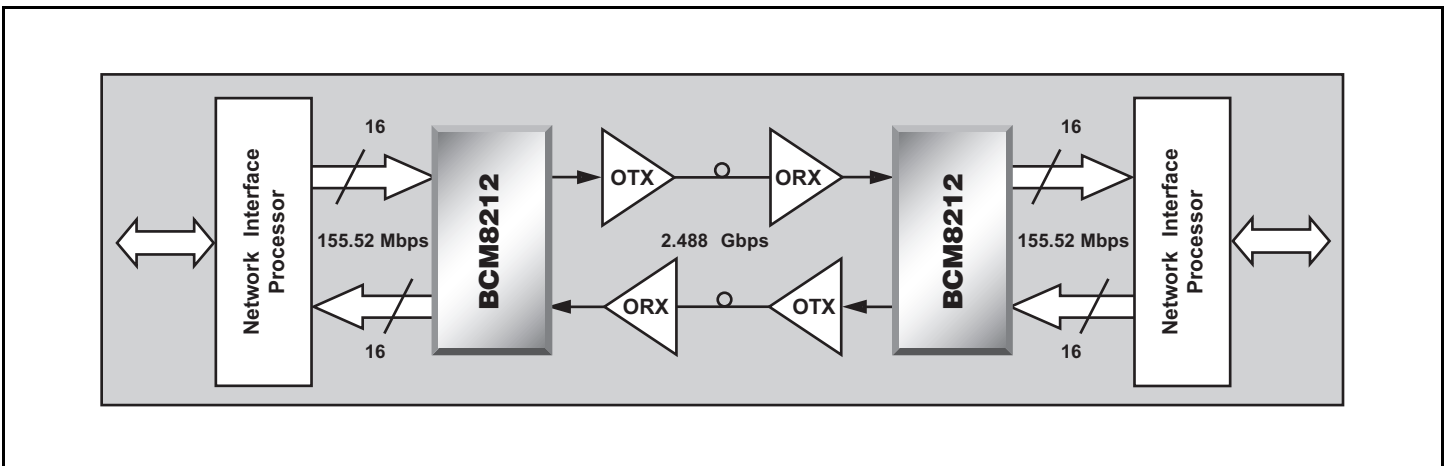 Network Interface
Processor
16
155.52 Mbps
16
BCM8212
OTX
ORX
2.488 Gbps
ORX
OTX
BCM8212
16
155.52 Mbps
16
Network Interface
Processor